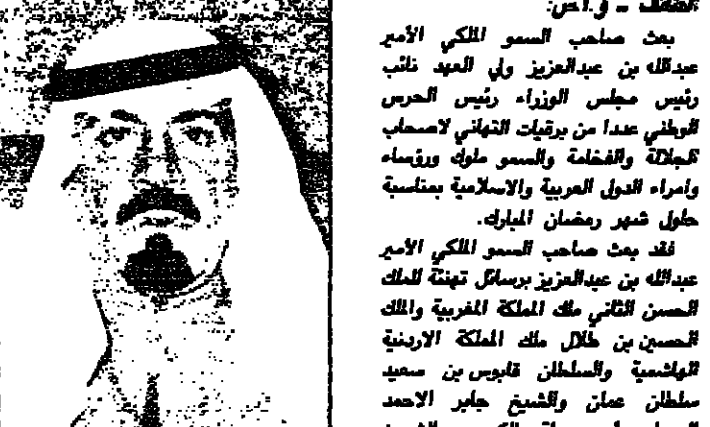 الطائف ـ و.أ.س:
بعث صاحب السمو الملكي الأمير
عبدالله بن عبدالعزيز ولي العهد نائب
رئيس مجلس الوزراء رئيس الحرس
الوطني عددا من برقيات التهاني لاصحاب
الجلالة والفخامة والسمو ملوك ورؤساء
وامراء الدول العربية والاسلامية بمناسبة
حلول شهر رمضان المبارك.
فقد بعث صاحب السمو الملكي الأمير
عبدالله بن عبدالعزيز برسائل تهنئة للملك
الحسن الثاني ملك المملكة المغربية والملك
الحسين بن طلال ملك المملكة الاردنية
الهاشمية والسلطان قابوس بن سعيد
سلطان عمان والشيخ جابر الاحمد